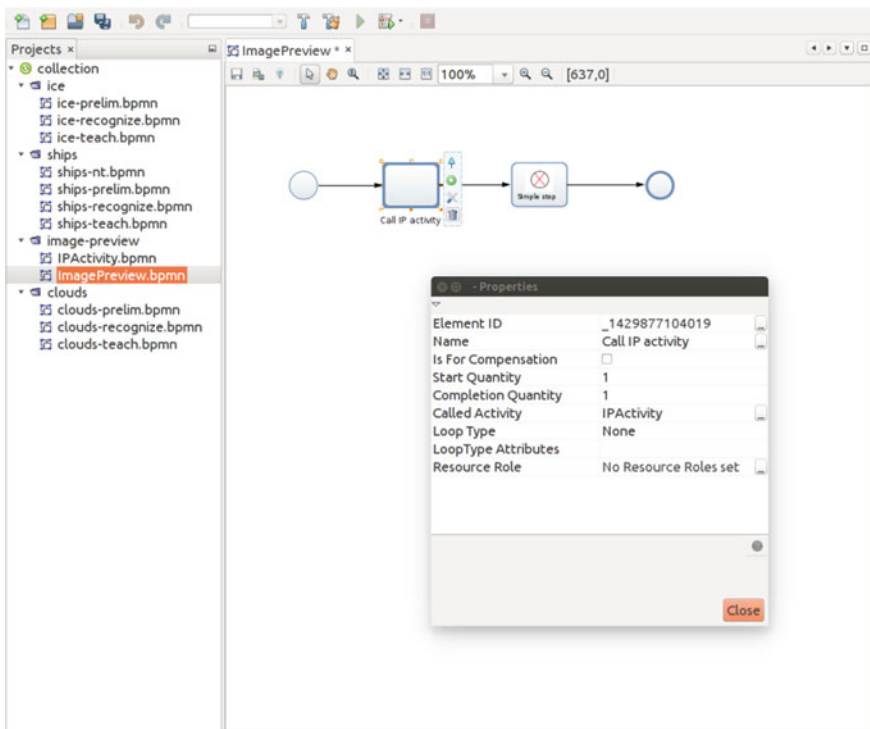 Projects ×
ImagePreview * ×
collection
100%
[637,0]
ice
ice-prelim.bpmn
ice-recognize.bpmn
ice-teach.bpmn
ships
ships-nt.bpmn
ships-prelim.bpmn
ships-recognize.bpmn
ships-teach.bpmn
image-preview
IPActivity.bpmn
ImagePreview.bpmn
clouds
clouds-prelim.bpmn
clouds-recognize.bpmn
clouds-teach.bpmn
Simple step
Call IP activity
- Properties
Element ID _1429877104019
Name Call IP activity
Is For Compensation
Start Quantity 1
Completion Quantity 1
Called Activity IPActivity
Loop Type None
LoopType Attributes
Resource Role No Resource Roles set
Close